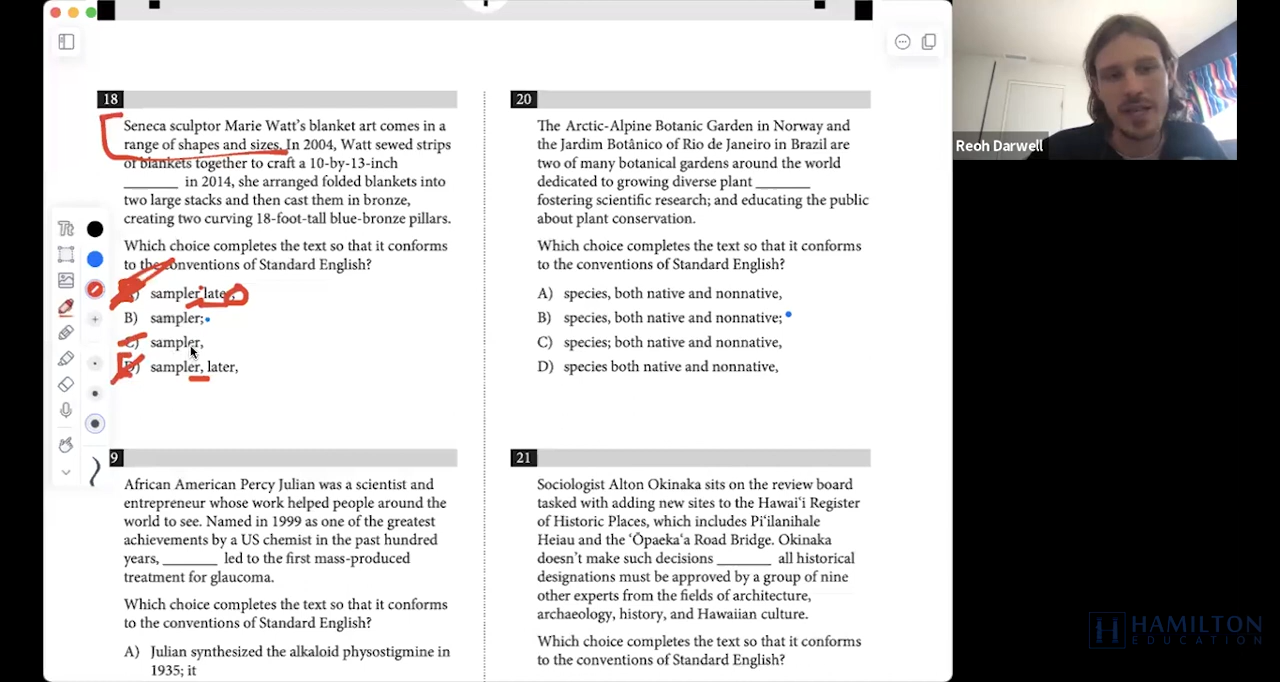 18
Seneca sculptor Marie Watt's blanket art comes in a
range of shapes and sizes. In 2004, Watt sewed strips
of blankets together to craft a 10-by-13-inch
________ in 2014, she arranged folded blankets into
two large stacks and then cast them in bronze,
creating two curving 18-foot-tall blue-bronze pillars.
Which choice completes the text so that it conforms
to the conventions of Standard English?
sampler later,
B) sampler;
C) sampler,
D) sampler, later,
9
African American Percy Julian was a scientist and
entrepreneur whose work helped people around the
world to see. Named in 1999 as one of the greatest
achievements by a US chemist in the past hundred
years, ________ led to the first mass-produced
treatment for glaucoma.
Which choice completes the text so that it conforms
to the conventions of Standard English?
A) Julian synthesized the alkaloid physostigmine in
1935; it
20
The Arctic-Alpine Botanic Garden in Norway and
the Jardim Botânico of Rio de Janeiro in Brazil are
two of many botanical gardens around the world
dedicated to growing diverse plant ________
fostering scientific research; and educating the public
about plant conservation.
Which choice completes the text so that it conforms
to the conventions of Standard English?
A) species, both native and nonnative,
B) species, both native and nonnative;
C) species; both native and nonnative,
D) species both native and nonnative,
21
Sociologist Alton Okinaka sits on the review board
tasked with adding new sites to the Hawai‘i Register
of Historic Places, which includes Pi‘ilanihale
Heiau and the ‘Ōpaeka‘a Road Bridge. Okinaka
doesn't make such decisions ________ all historical
designations must be approved by a group of nine
other experts from the fields of architecture,
archaeology, history, and Hawaiian culture.
Which choice completes the text so that it conforms
to the conventions of Standard English?
Reoh Darwell
HAMILTON
EDUCATION
Tt